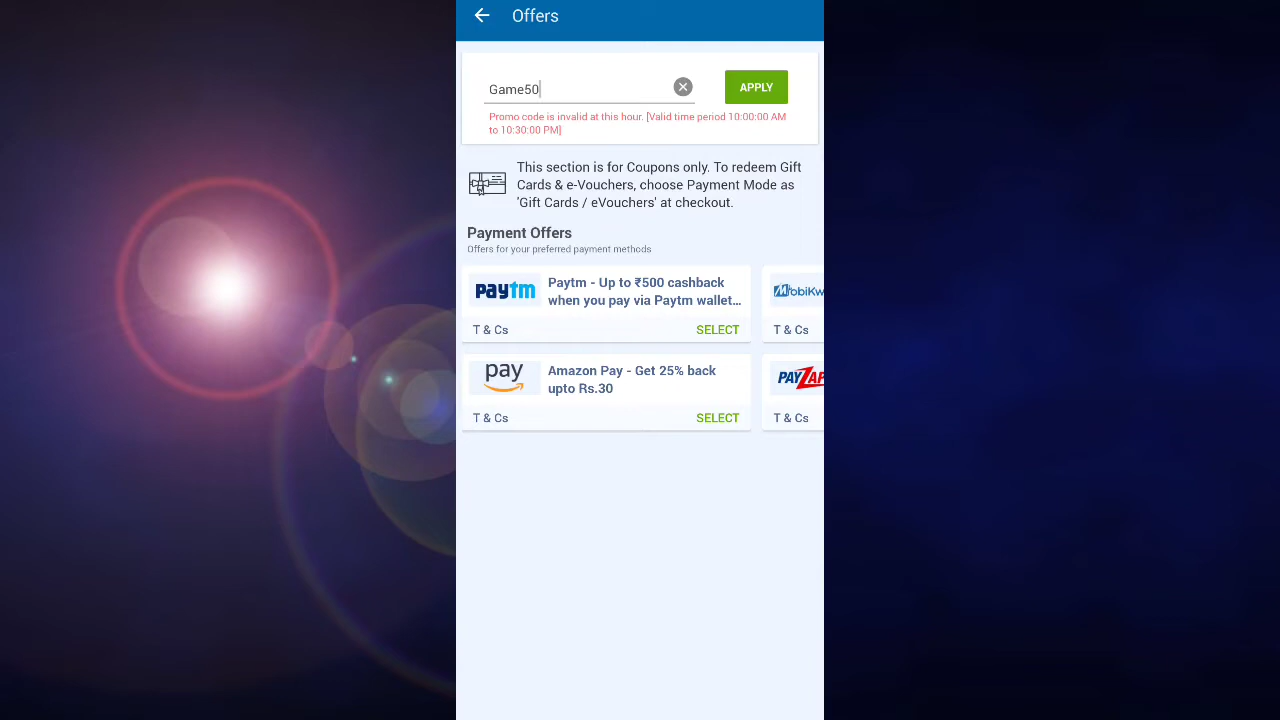 Offers
Game50
APPLY
Promo code is invalid at this hour. [Valid time period 10:00:00 AM
to 10:30:00 PM]
This section is for Coupons only. To redeem Gift
Cards & e-Vouchers, choose Payment Mode as
'Gift Cards / eVouchers' at checkout.
Payment Offers
Offers for your preferred payment methods
paytm
Paytm - Up to ₹500 cashback
when you pay via Paytm wallet...
T & Cs
SELECT
MobiKw
T & Cs
pay
Amazon Pay - Get 25% back
upto Rs.30
T & Cs
SELECT
PAYZAP
T & Cs